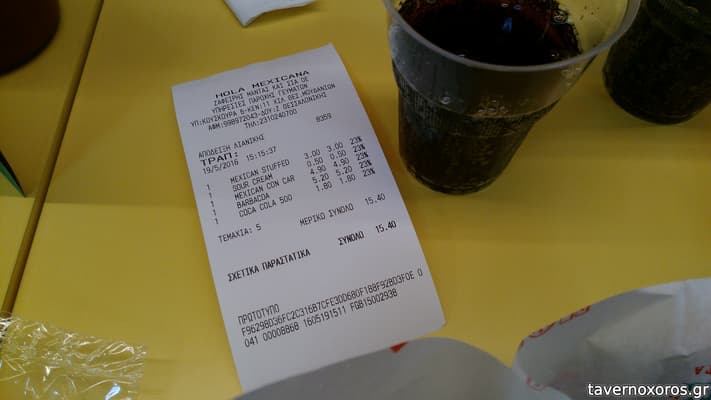 HOLA MEXICANA
ΖΑΦΕΙΡΗΣ ΜΑΝΤΑΣ ΚΑΙ ΣΙΑ ΟΕ
ΥΠΗΡΕΣΙΕΣ ΠΑΡΟΧΗΣ ΓΕΥΜΑΤΩΝ
ΥΠ:ΚΟΥΣΚΟΥΡΑ 6-ΚΕΝ:11 ΧΙΛ ΘΕΣ.ΜΟΥΔΑΝΙΩΝ
ΑΦΜ:998972043-ΔΟΥ:Ζ ΘΕΣΣΑΛΟΝΙΚΗΣ
ΤΗΛ:2310240700
ΑΠΟΔΕΙΞΗ ΛΙΑΝΙΚΗΣ 8359
ΤΡΑΠ:
19/5/2016 15:15:37
1 MEXICAN STUFFED 3.00 3.00 23%
1 SOUR CREAM 0.50 0.50 23%
1 MEXICAN CON CAR 4.90 4.90 23%
1 BARBACOA 5.20 5.20 23%
1 COCA COLA 500 1.80 1.80 23%
ΤΕΜΑΧΙΑ: 5 ΜΕΡΙΚΟ ΣΥΝΟΛΟ 15.40
ΣΧΕΤΙΚΑ ΠΑΡΑΣΤΑΤΙΚΑ ΣΥΝΟΛΟ 15.40
ΠΡΩΤΟΤΥΠΟ
F96298D36FC2C316B7CFE3DD680F1B8F92BD3F0E 0
041 00008868 1605191511 FGB15002938
tavernoxoros.gr